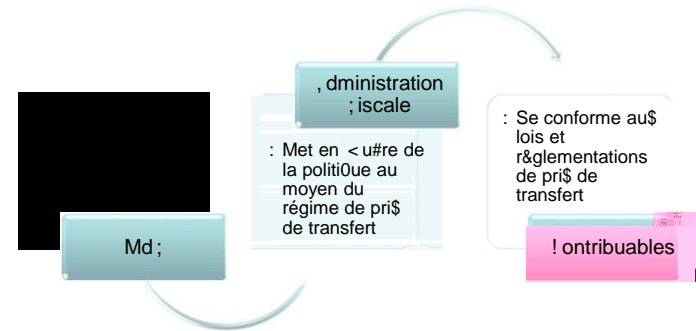 Md ;
, dministration
; iscale
: Met en < u#re de
la politi0ue au
moyen du
régime de pri$
de transfert
: Se conforme au$
lois et
r&glementations
de pri$ de
transfert
! ontribuables